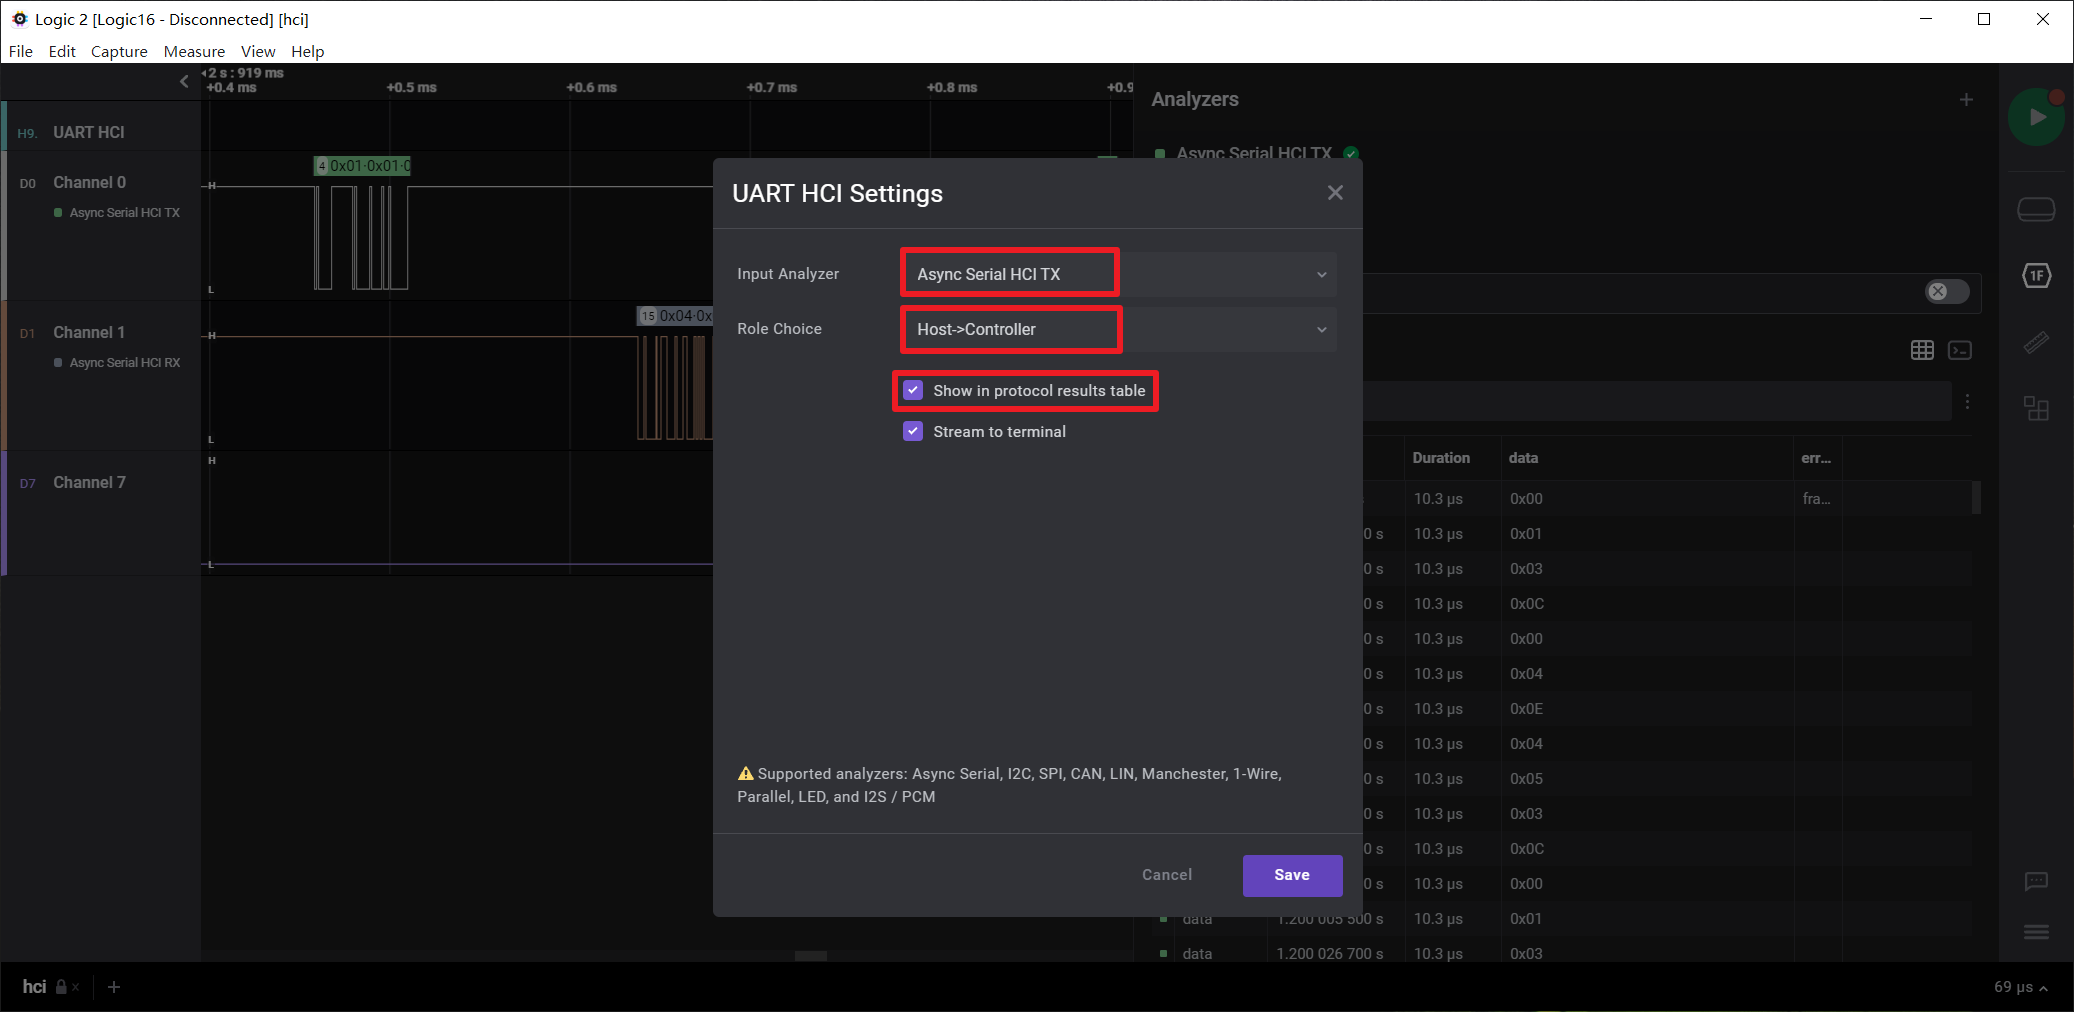 Logic 2 [Logic16 - Disconnected] [hci]
File Edit Capture Measure View Help
2 s : 919 ms
+0.4 ms +0.5 ms +0.6 ms +0.7 ms +0.8 ms
Analyzers
H9. UART HCI
Async Serial HCI TX
4 0x01 0x01
D0 Channel 0
Async Serial HCI TX
H
L
UART HCI Settings
Input Analyzer Async Serial HCI TX
Role Choice Host->Controller
Show in protocol results table
Stream to terminal
15 0x04
D1 Channel 1
Async Serial HCI RX
H
L
1F
D7 Channel 7
H
L
Duration data err...
10.3 µs 0x00 fra...
0 s 10.3 µs 0x01
0 s 10.3 µs 0x03
0 s 10.3 µs 0x0C
0 s 10.3 µs 0x00
0 s 10.3 µs 0x04
0 s 10.3 µs 0x0E
0 s 10.3 µs 0x04
0 s 10.3 µs 0x05
0 s 10.3 µs 0x03
0 s 10.3 µs 0x0C
0 s 10.3 µs 0x00
data 1.200 005 500 s 10.3 µs 0x01
data 1.200 026 700 s 10.3 µs 0x03
Supported analyzers: Async Serial, I2C, SPI, CAN, LIN, Manchester, 1-Wire,
Parallel, LED, and I2S / PCM
Cancel Save
hci
69 µs